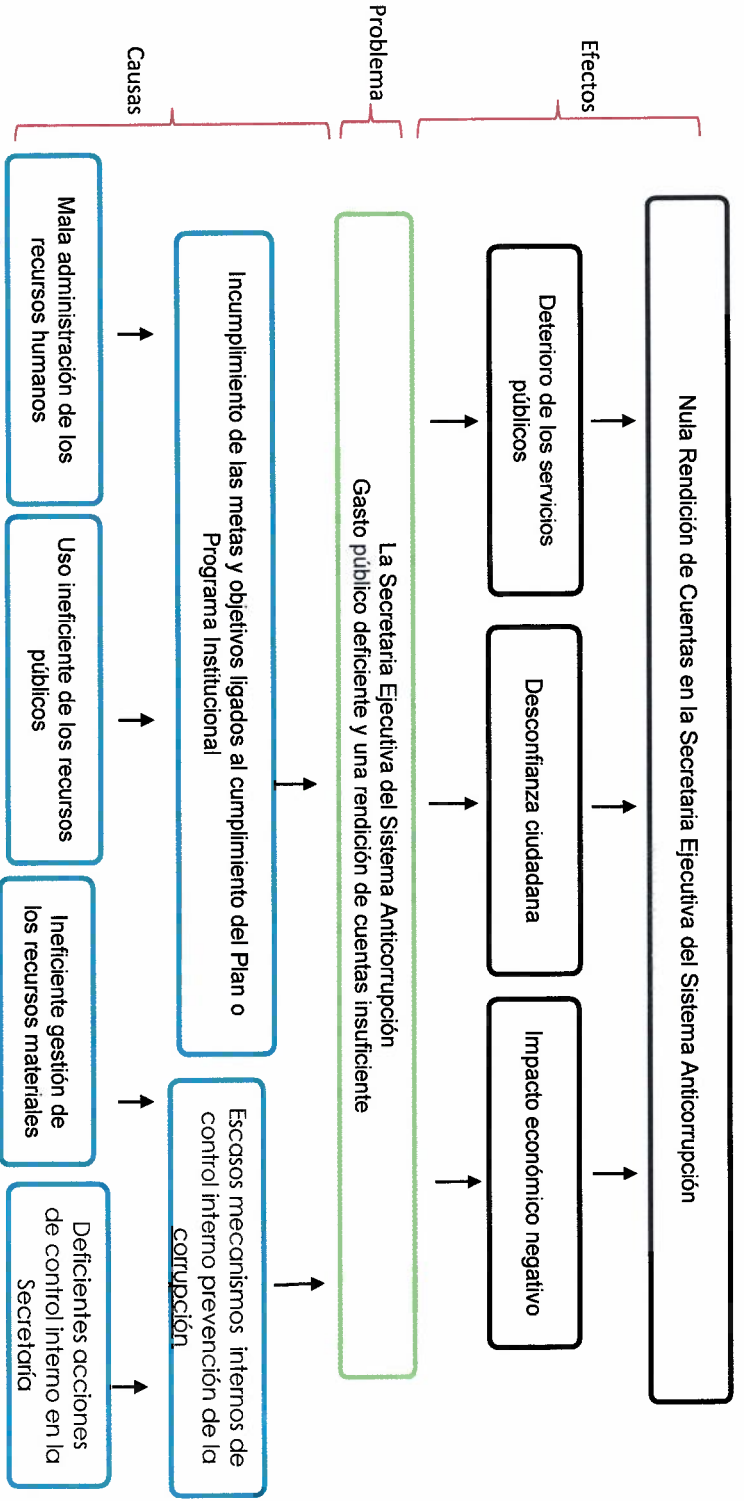 Efectos
Nula Rendición de Cuentas en la Secretaria Ejecutiva del Sistema Anticorrupción
Deterioro de los servicios
públicos
Desconfianza ciudadana
Impacto económico negativo
Problema
La Secretaria Ejecutiva del Sistema Anticorrupción
Gasto público deficiente y una rendición de cuentas insuficiente
Causas
Incumplimiento de las metas y objetivos ligados al cumplimiento del Plan o
Programa Institucional
Escasos mecanismos internos de
control interno prevención de la
corrupción
Mala administración de los
recursos humanos
Uso ineficiente de los recursos
públicos
Ineficiente gestión de
los recursos materiales
Deficientes acciones
de control interno en la
Secretaría